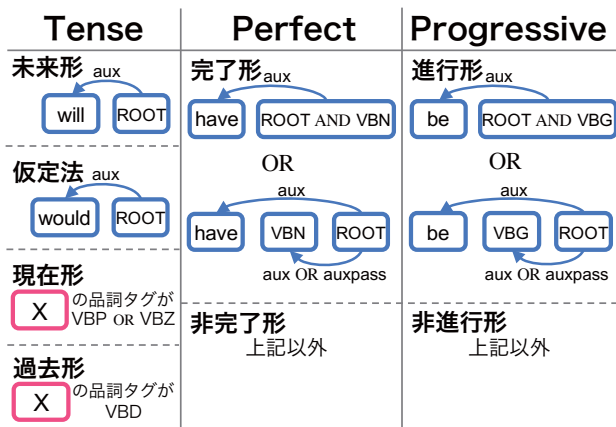 Tense
未来形
aux
will ROOT
仮定法
aux
would ROOT
現在形
X の品詞タグが
VBP OR VBZ
過去形
X の品詞タグが
VBD
Perfect
完了形
aux
have ROOT AND VBN
OR
aux
have VBN ROOT
aux OR auxpass
非完了形
上記以外
Progressive
進行形
aux
be ROOT AND VBG
OR
aux
be VBG ROOT
aux OR auxpass
非進行形
上記以外